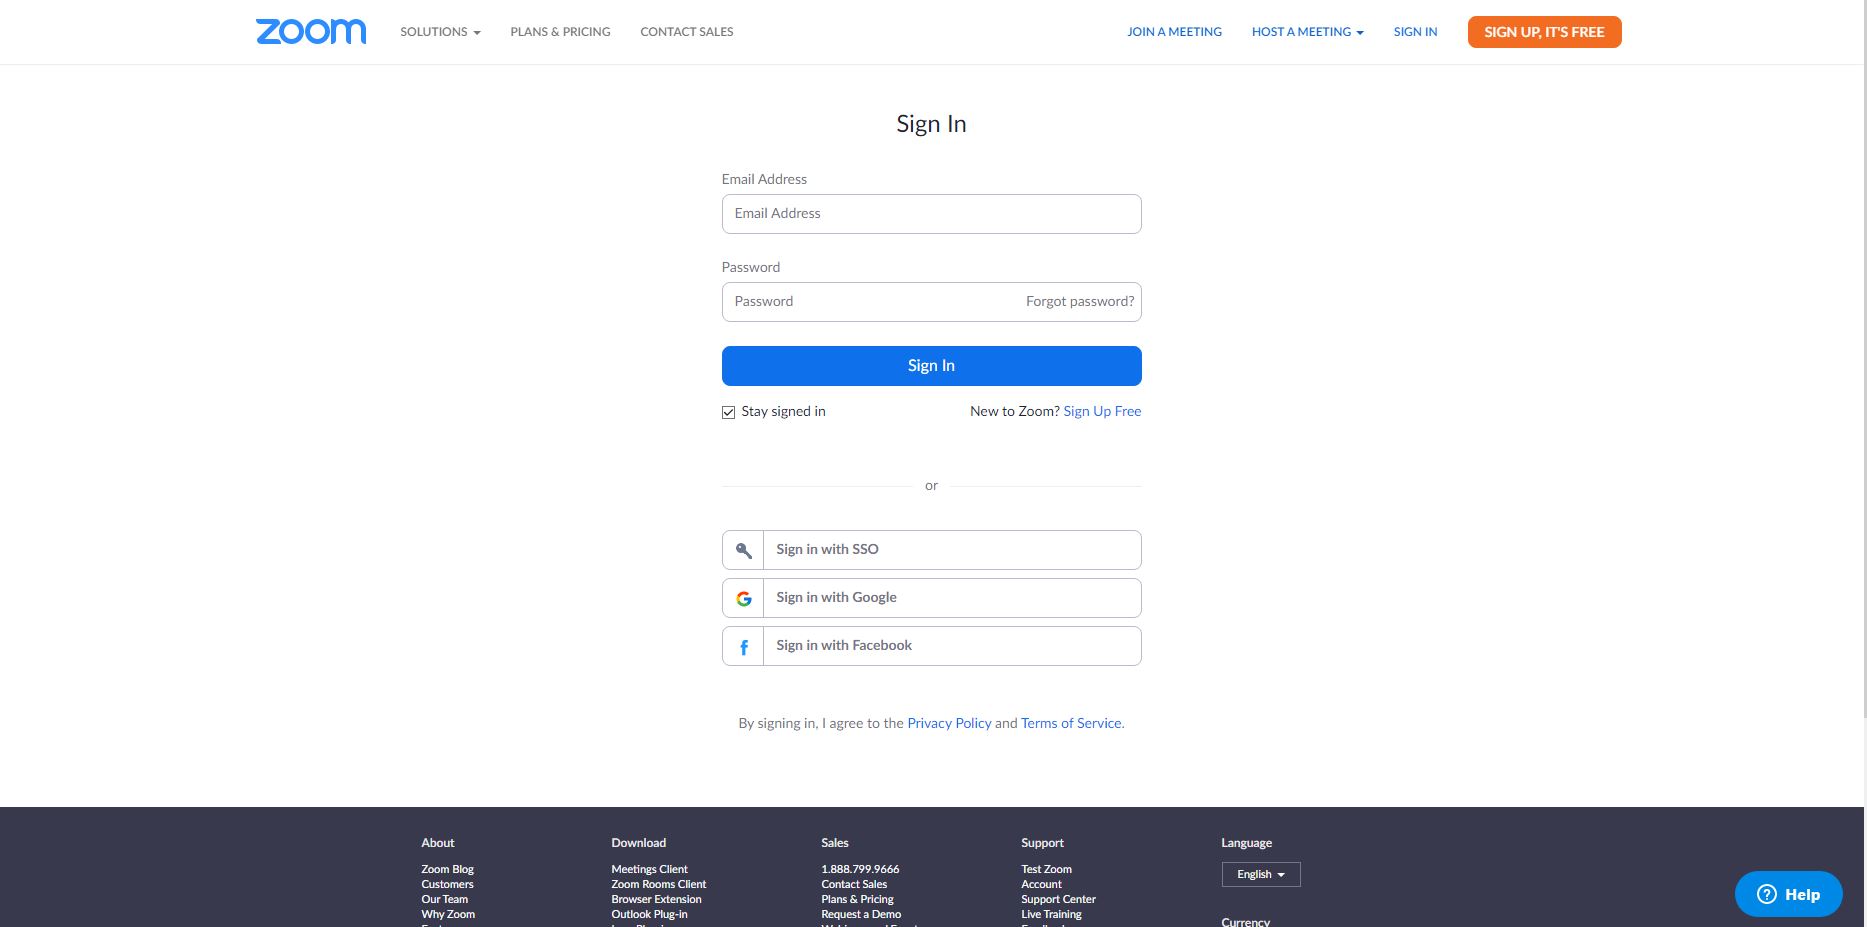 zoom SOLUTIONS PLANS & PRICING CONTACT SALES JOIN A MEETING HOST A MEETING SIGN IN SIGN UP, IT'S FREE
Sign In
Email Address
Email Address
Password
Password Forgot password?
Sign In
Stay signed in New to Zoom? Sign Up Free
or
Sign in with SSO
Sign in with Google
Sign in with Facebook
By signing in, I agree to the Privacy Policy and Terms of Service.
About
Zoom Blog
Customers
Our Team
Why Zoom
Download
Meetings Client
Zoom Rooms Client
Browser Extension
Outlook Plug-in
Sales
1.888.799.9666
Contact Sales
Plans & Pricing
Request a Demo
Support
Test Zoom
Account
Support Center
Live Training
Language
English
Currency
Help